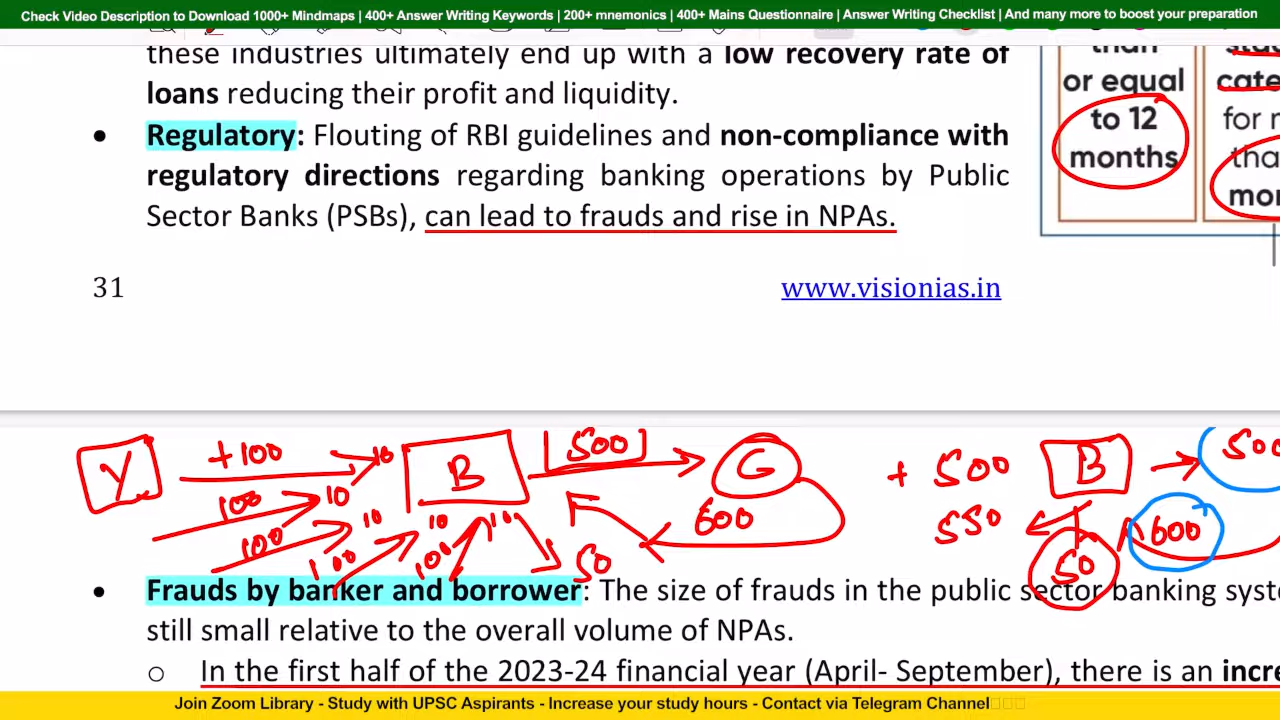 Check Video Description to Download 1000+ Mindmaps | 400+ Answer Writing Keywords | 200+ mnemonics | 400+ Mains Questionnaire | Answer Writing Checklist | And many more to boost your preparation
these industries ultimately end up with a low recovery rate of
loans reducing their profit and liquidity.
• Regulatory: Flouting of RBI guidelines and non-compliance with
regulatory directions regarding banking operations by Public
Sector Banks (PSBs), can lead to frauds and rise in NPAs.
than
or equal
to 12
months
cate
for
tha
mon
31
www.visionias.in
Y +100 10 B [500] G
100 10
100 10
100 10
100 10
50
600
+ 500 B → 500
550
50
600+
• Frauds by banker and borrower: The size of frauds in the public sector banking syste
still small relative to the overall volume of NPAs.
o In the first half of the 2023-24 financial year (April- September), there is an incre
Join Zoom Library - Study with UPSC Aspirants - Increase your study hours - Contact via Telegram Channel